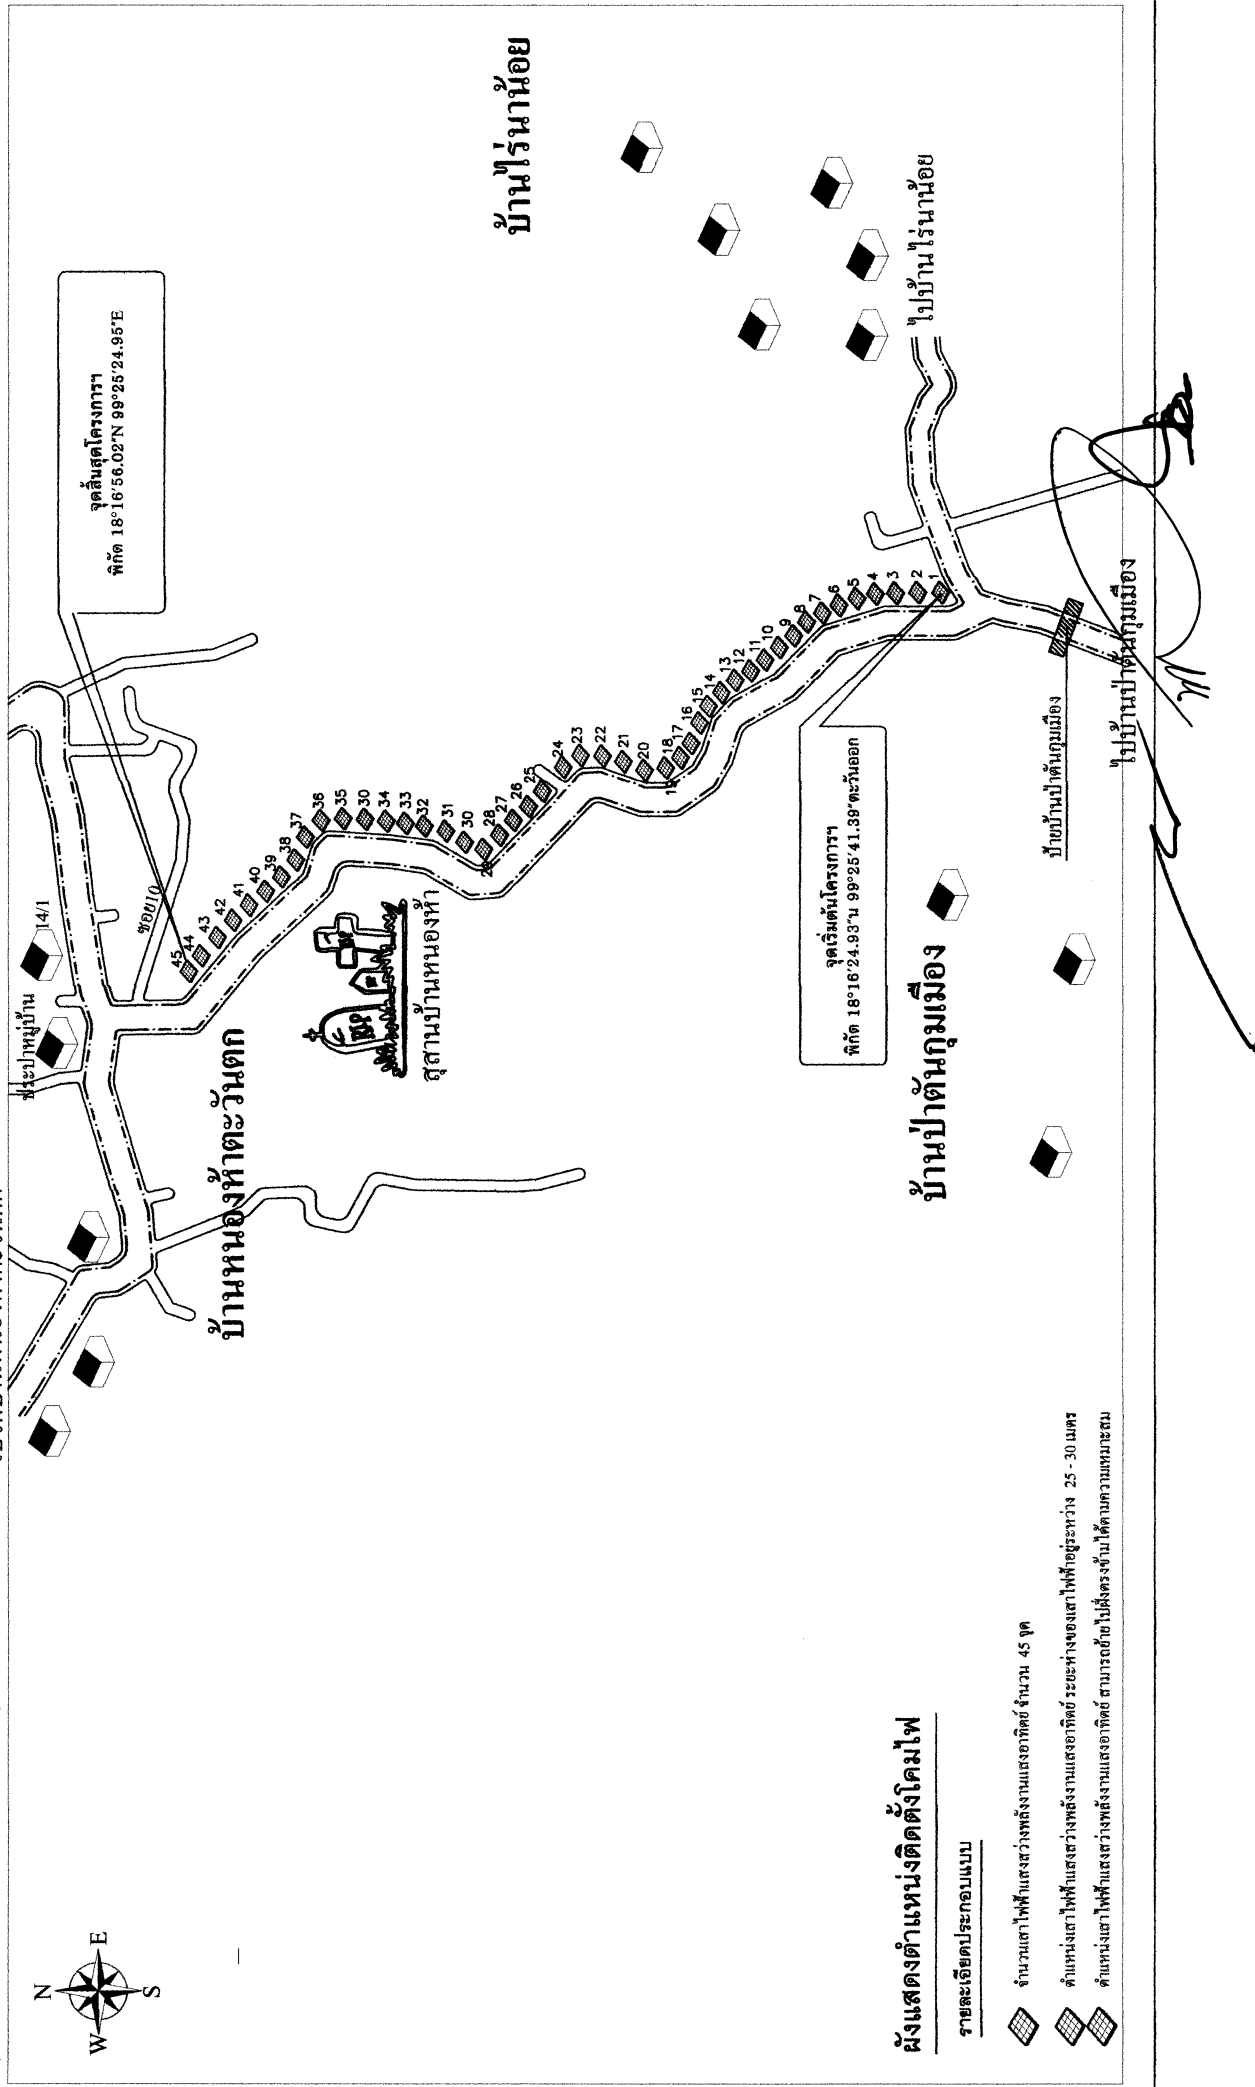 N
W
E
S
ประปาหมู่บ้าน
14/1
ซอย10
จุดสิ้นสุดโครงการฯ
พิกัด 18°16'56.02"N 99°25'24.95"E
บ้านหนองห้าตะวันตก
สุสานบ้านหนองห้า
RIP
บ้านไร่นาน้อย
ไปบ้านไร่นาน้อย
45
44
43
42
41
40
39
38
37
36
35
30
34
33
32
31
30
29
28
27
26
25
24
23
22
21
20
19
18
17
16
15
14
13
12
11
10
9
8
7
6
5
4
3
2
1
จุดเริ่มต้นโครงการฯ
พิกัด 18°16'24.93"น 99°25'41.39"ตะวันออก
บ้านป่าตันกุมเมือง
ป้ายบ้านป่าตันกุมเมือง
ไปบ้านป่าตันกุมเมือง
ผังแสดงตำแหน่งติดตั้งโคมไฟ
รายละเอียดประกอบแบบ
จำนวนเสาไฟฟ้าแสงสว่างพลังงานแสงอาทิตย์ จำนวน 45 จุด
ตำแหน่งเสาไฟฟ้าแสงสว่างพลังงานแสงอาทิตย์ ระยะห่างของเสาไฟฟ้าอยู่ระหว่าง 25 - 30 เมตร
ตำแหน่งเสาไฟฟ้าแสงสว่างพลังงานแสงอาทิตย์ สามารถย้ายไปฝั่งตรงข้ามได้ตามความเหมาะสม